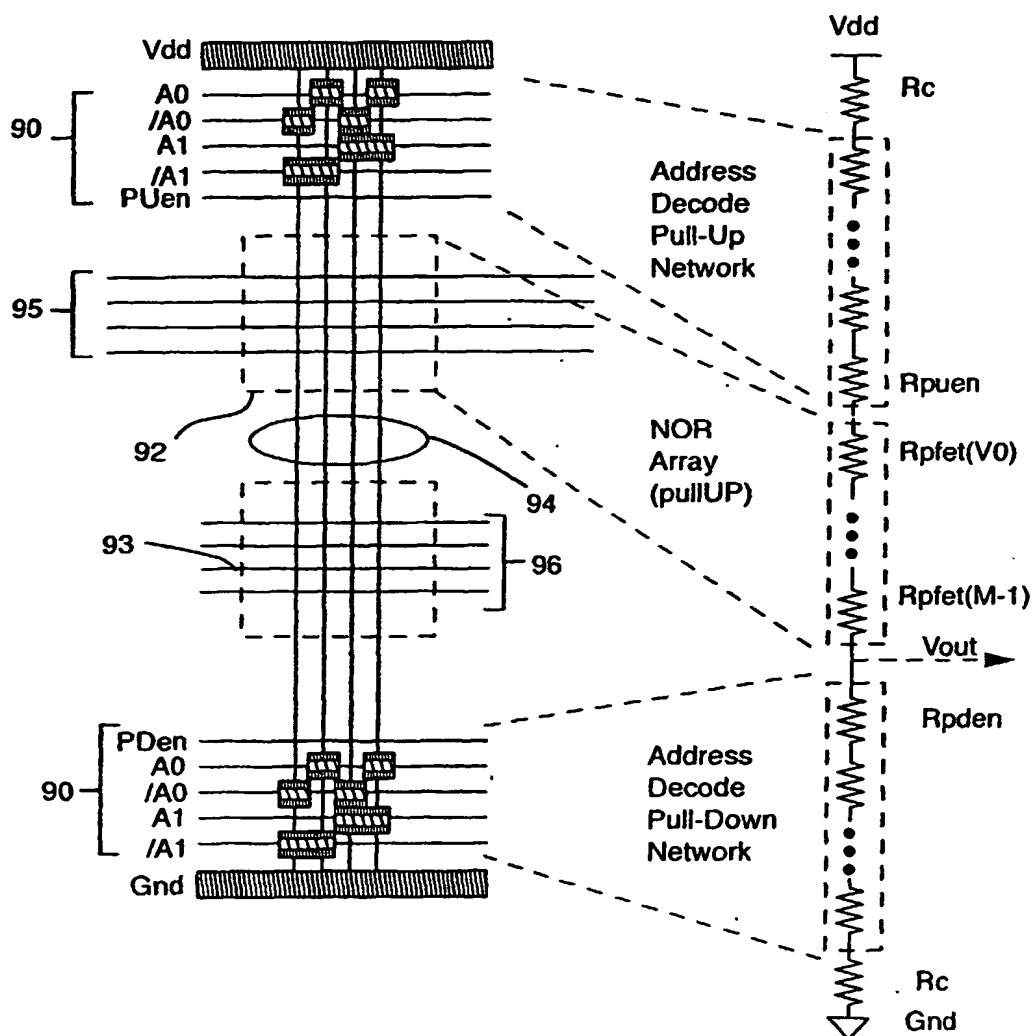 Vdd
A0
/A0
A1
/A1
PUen
90
95
92
94
93
96
PDen
A0
/A0
A1
/A1
90
Gnd
Address
Decode
Pull-Up
Network
NOR
Array
(pullUP)
Address
Decode
Pull-Down
Network
Vdd
Rc
Rpuen
Rpfet(V0)
Rpfet(M-1)
Vout
Rpden
Rc
Gnd